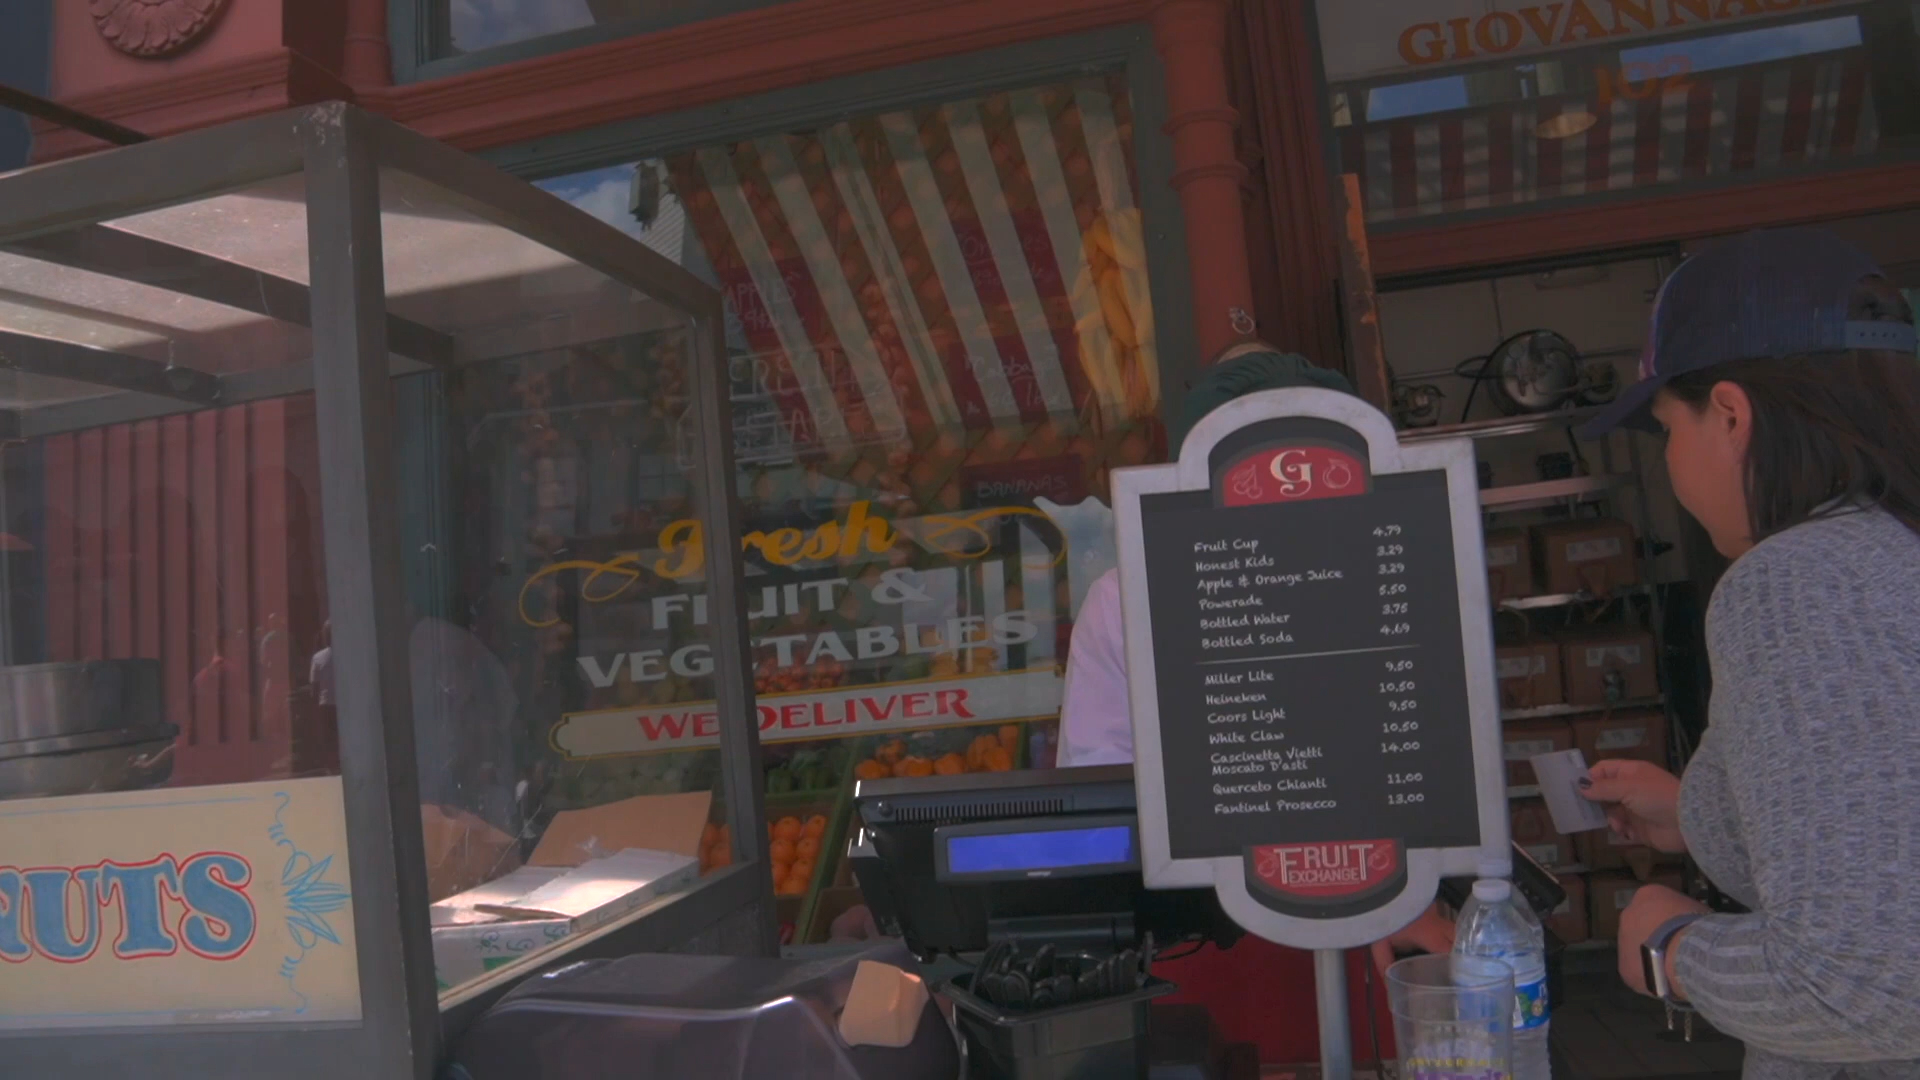 GIOVANNA
102
APPLES
BANANAS
Fresh
FRUIT &
VEGETABLES
WE DELIVER
UTS
G
Fruit Cup 4.79
Honest Kids 3.29
Apple & Orange Juice 3.29
Powerade 5.50
Bottled Water 3.75
Bottled Soda 4.69
Miller Lite 9.50
Heineken 10.50
Coors Light 9.50
White Claw 10.50
Cascinetta Vietti
Moscato D'asti 14.00
Querceto Chianti 11.00
Fantinel Prosecco 13.00
FRUIT
EXCHANGE